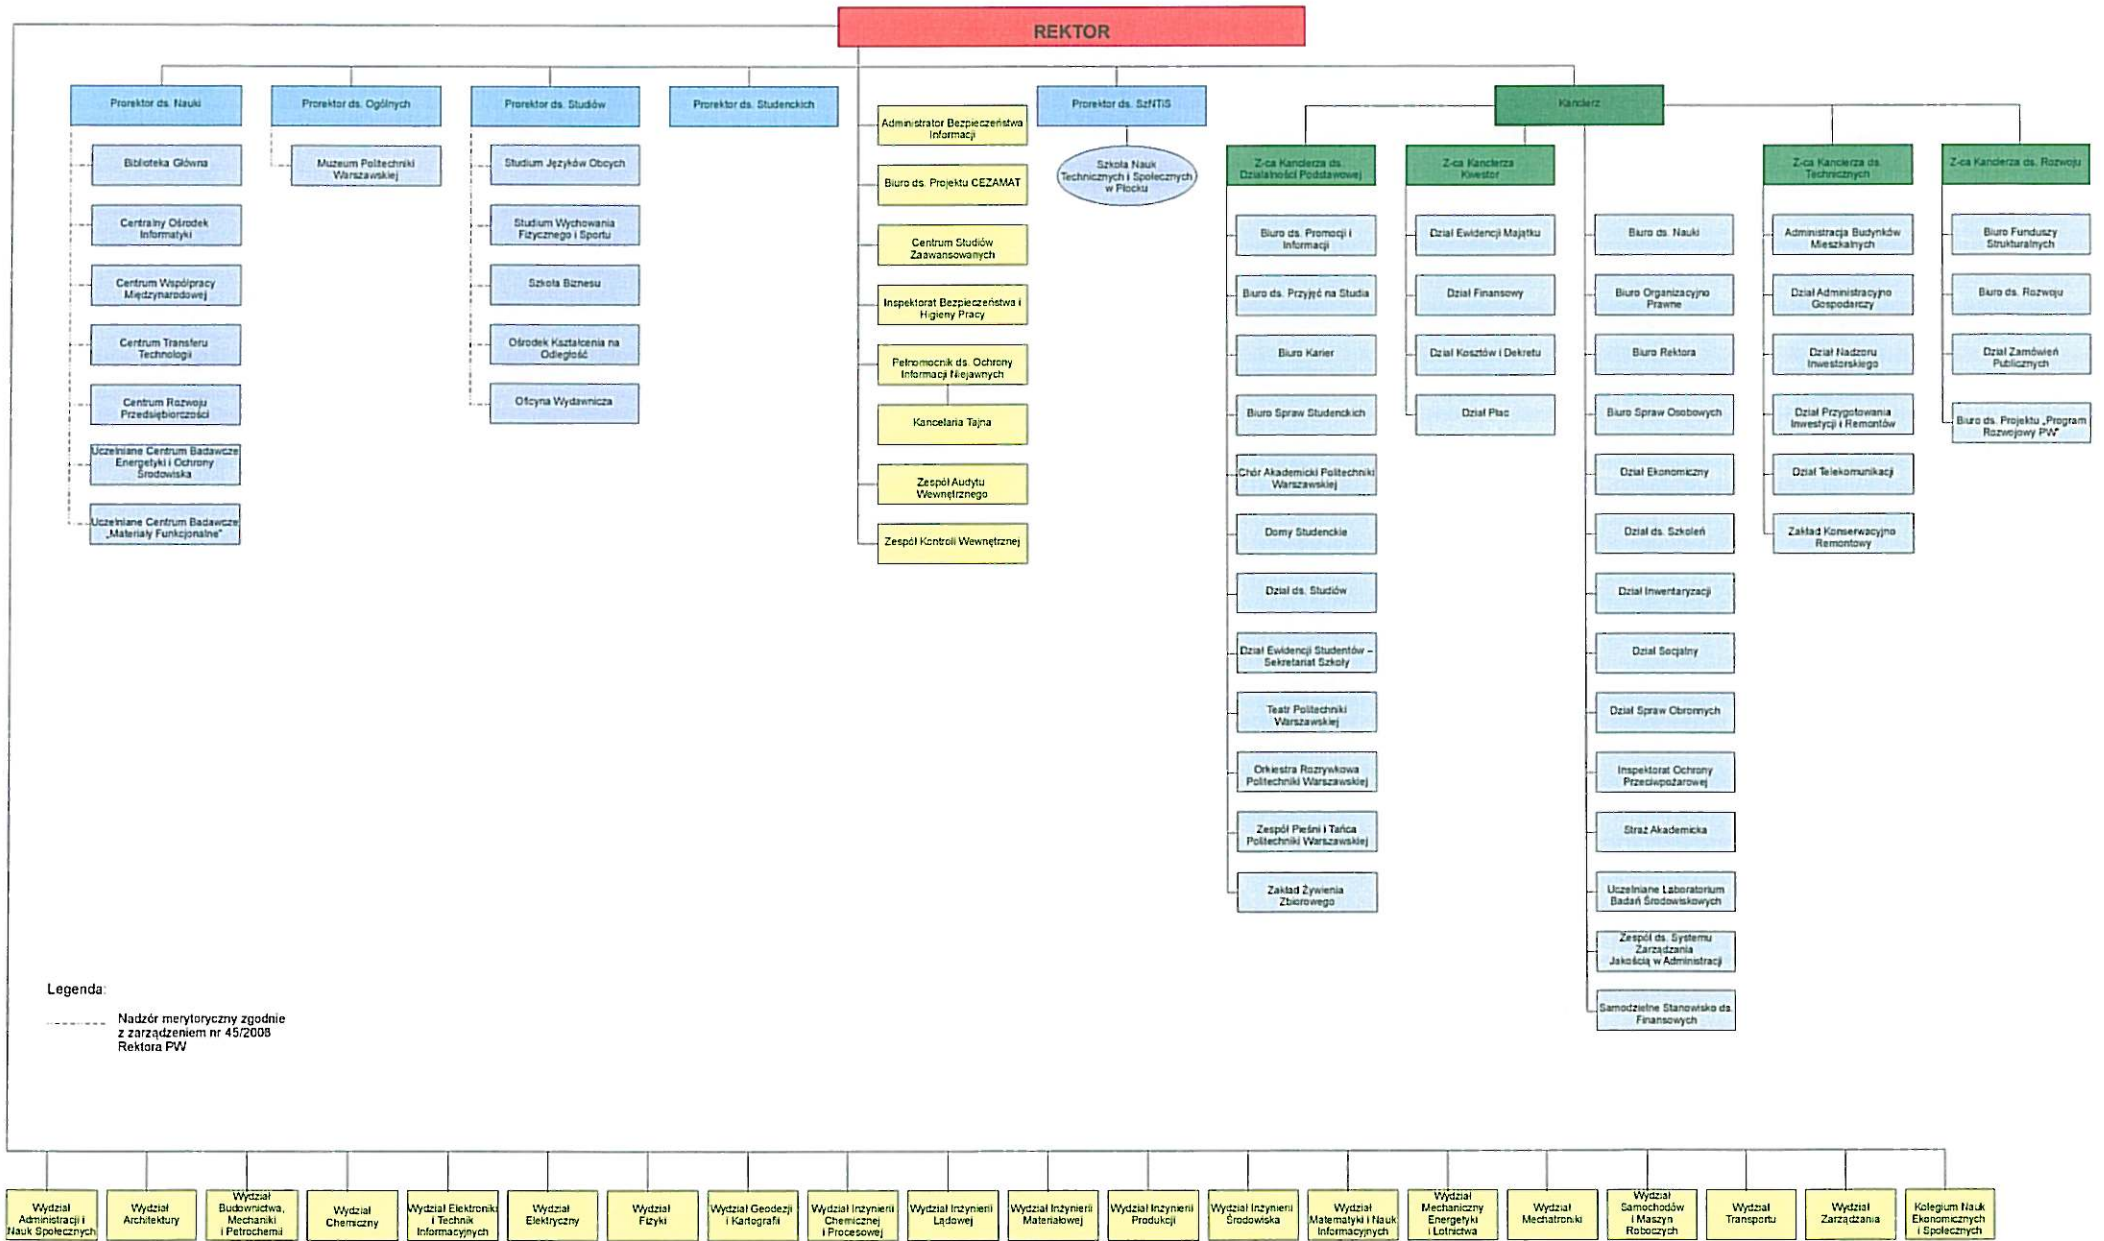 REKTOR
Prorektor ds. Nauki
Prorektor ds. Ogólnych
Prorektor ds. Studiów
Prorektor ds. Studenckich
Prorektor ds. SzNTiS
Kanclerz
Biblioteka Główna
Centralny Ośrodek
Informatyki
Centrum Współpracy
Międzynarodowej
Centrum Transferu
Technologii
Centrum Rozwoju
Przedsiębiorczości
Uczelniane Centrum Badawcze
Energetyki i Ochrony
Środowiska
Uczelniane Centrum Badawcze
„Materiały Funkcjonalne”
Muzeum Politechniki
Warszawskiej
Studium Języków Obcych
Studium Wychowania
Fizycznego i Sportu
Szkoła Biznesu
Ośrodek Kształcenia na
Odległość
Oficyna Wydawnicza
Administrator Bezpieczeństwa
Informacji
Biuro ds. Projektu CEZAMAT
Centrum Studiów
Zaawansowanych
Inspektorat Bezpieczeństwa i
Higieny Pracy
Pełnomocnik ds. Ochrony
Informacji Niejawnych
Kancelaria Tajna
Zespół Audytu
Wewnętrznego
Zespół Kontroli Wewnętrznej
Szkoła Nauk
Technicznych i Społecznych
w Płocku
Z-ca Kanclerza ds.
Działalności Podstawowej
Biuro ds. Promocji i
Informacji
Biuro ds. Przyjęć na Studia
Biuro Karier
Biuro Spraw Studenckich
Chór Akademicki Politechniki
Warszawskiej
Domy Studenckie
Dział ds. Studiów
Dział Ewidencji Studentów –
Sekretariat Szkoły
Teatr Politechniki
Warszawskiej
Orkiestra Rozrywkowa
Politechniki Warszawskiej
Zespół Pieśni i Tańca
Politechniki Warszawskiej
Zakład Żywienia
Zbiorowego
Z-ca Kanclerza
Kwestor
Dział Ewidencji Majątku
Dział Finansowy
Dział Kosztów i Dekretu
Dział Płac
Biuro ds. Nauki
Biuro Organizacyjno
Prawne
Biuro Rektora
Biuro Spraw Osobowych
Dział Ekonomiczny
Dział ds. Szkoleń
Dział Inwentaryzacji
Dział Socjalny
Dział Spraw Obronnych
Inspektorat Ochrony
Przeciwpożarowej
Straż Akademicka
Uczelniane Laboratorium
Badań Środowiskowych
Zespół ds. Systemu
Zarządzania
Jakością w Administracji
Samodzielne Stanowisko ds.
Finansowych
Z-ca Kanclerza ds.
Technicznych
Administracja Budynków
Mieszkalnych
Dział Administracyjno
Gospodarczy
Dział Nadzoru
Inwestorskiego
Dział Przygotowania
Inwestycji i Remontów
Dział Telekomunikacji
Zakład Konserwacyjno
Remontowy
Z-ca Kanclerza ds. Rozwoju
Biuro Funduszy
Strukturalnych
Biuro ds. Rozwoju
Dział Zamówień
Publicznych
Biuro ds. Projektu „Program
Rozwojowy PW”
Legenda:
Nadzór merytoryczny zgodnie
z zarządzeniem nr 45/2008
Rektora PW
Wydział
Administracji i
Nauk Społecznych
Wydział
Architektury
Wydział
Budownictwa,
Mechaniki
i Petrochemii
Wydział
Chemiczny
Wydział Elektroniki
i Technik
Informacyjnych
Wydział
Elektryczny
Wydział
Fizyki
Wydział Geodezji
i Kartografii
Wydział Inżynierii
Chemicznej
i Procesowej
Wydział Inżynierii
Lądowej
Wydział Inżynierii
Materiałowej
Wydział Inżynierii
Produkcji
Wydział Inżynierii
Środowiska
Wydział
Matematyki i Nauk
Informacyjnych
Wydział
Mechaniczny
Energetyki
i Lotnictwa
Wydział
Mechatroniki
Wydział
Samochodów
i Maszyn
Roboczych
Wydział
Transportu
Wydział
Zarządzania
Kolegium Nauk
Ekonomicznych
i Społecznych